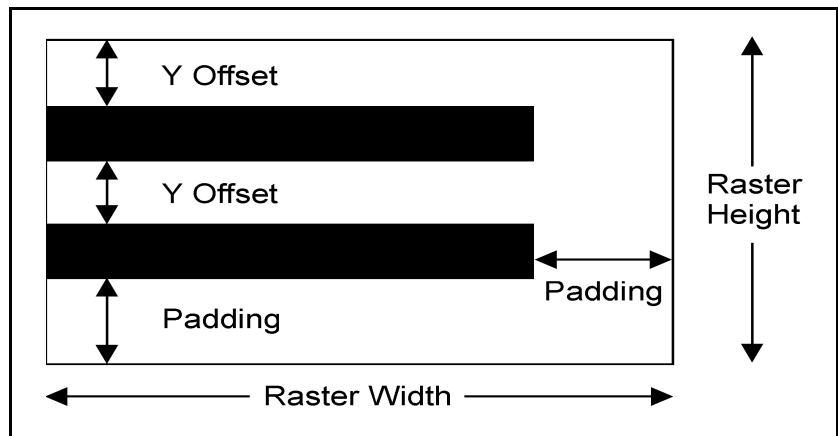 Y Offset
Y Offset
Raster
Height
Padding
Padding
Raster Width